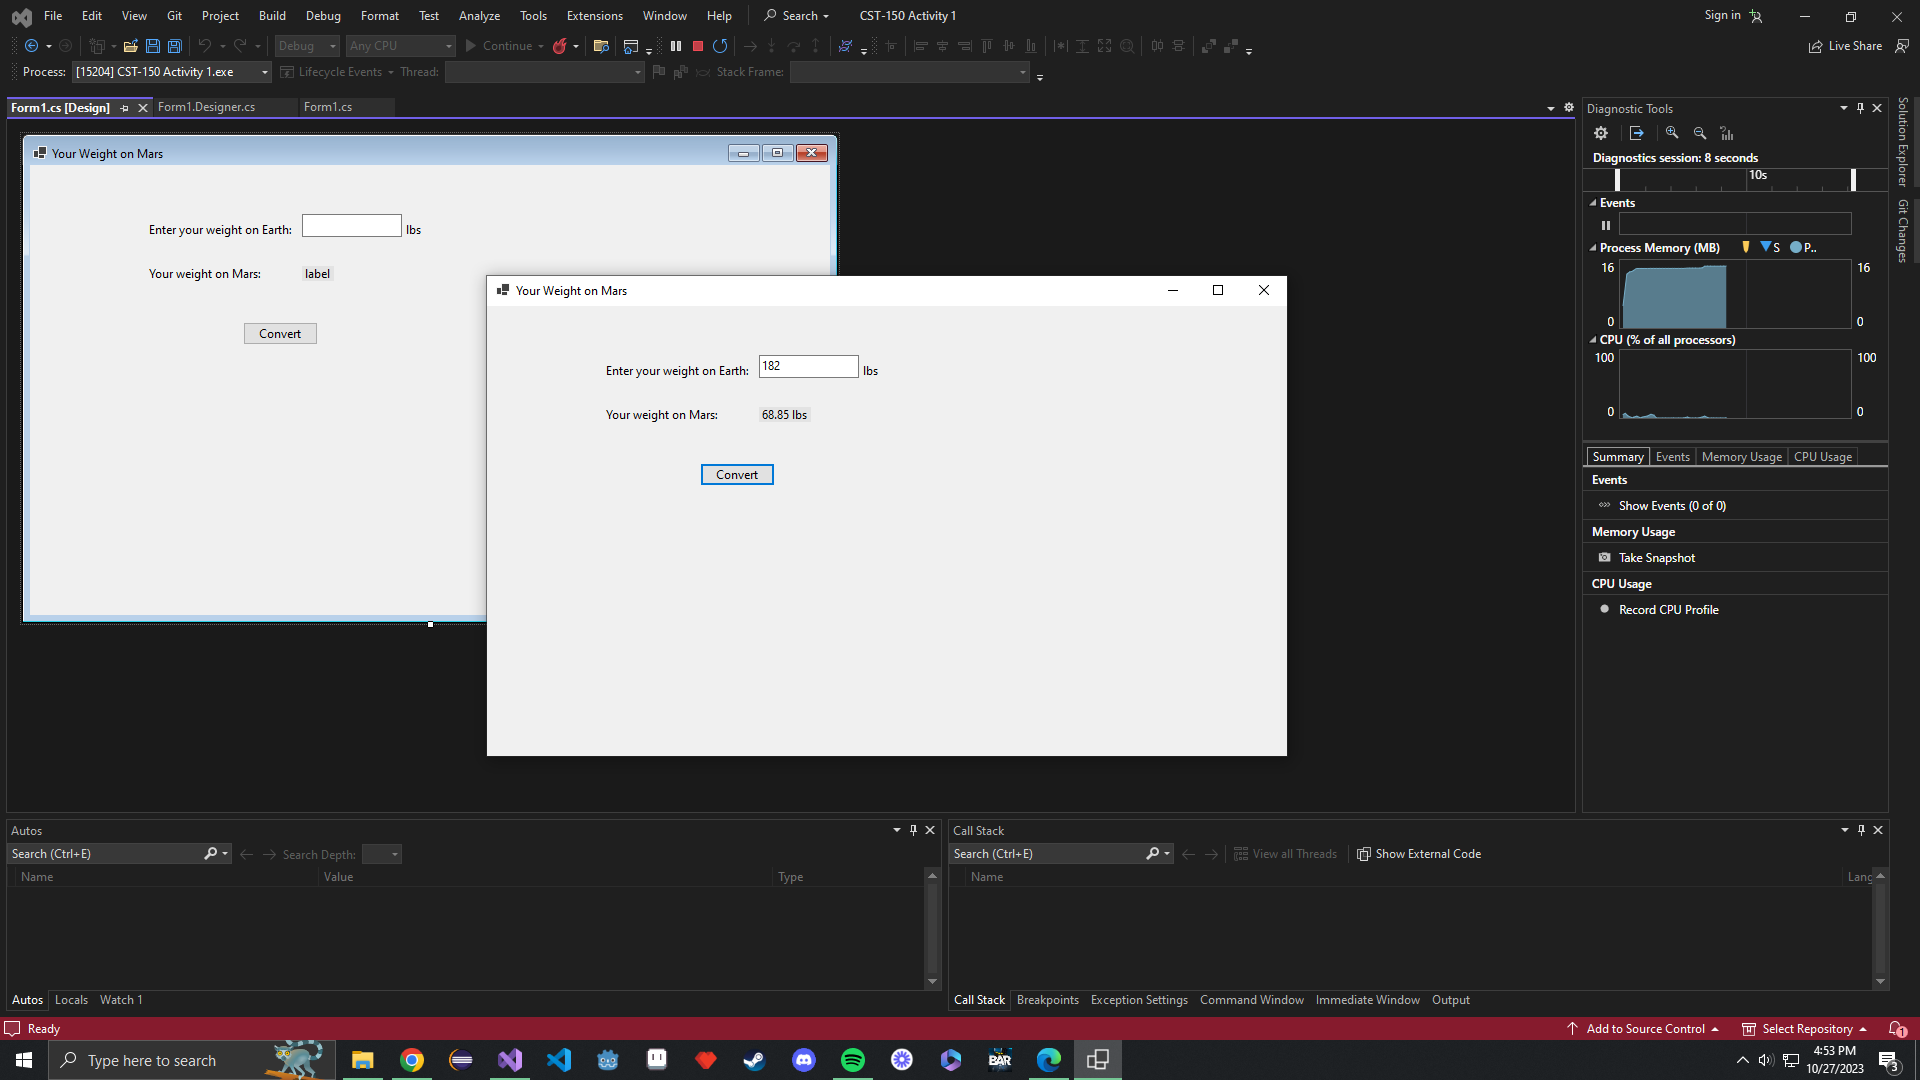 File Edit View Git Project Build Debug Format Test Analyze Tools Extensions Window Help Search CST-150 Activity 1 Sign in
Debug Any CPU Continue Live Share
Process: [15204] CST-150 Activity 1.exe Lifecycle Events Thread: Stack Frame:
Form1.cs [Design] Form1.Designer.cs Form1.cs
Your Weight on Mars
Enter your weight on Earth: lbs
Your weight on Mars: label
Convert
Your Weight on Mars
Enter your weight on Earth: 182 lbs
Your weight on Mars: 68.85 lbs
Convert
Diagnostic Tools
Diagnostics session: 8 seconds
10s
Events
Process Memory (MB) S P..
16 16
0 0
CPU (% of all processors)
100 100
0 0
Summary Events Memory Usage CPU Usage
Events
Show Events (0 of 0)
Memory Usage
Take Snapshot
CPU Usage
Record CPU Profile
Solution Explorer
Git Changes
Autos
Search (Ctrl+E) Search Depth:
Name Value Type
Autos Locals Watch 1
Call Stack
Search (Ctrl+E) View all Threads Show External Code
Name Lang
Call Stack Breakpoints Exception Settings Command Window Immediate Window Output
Ready Add to Source Control Select Repository 1
Type here to search BAR
4:53 PM
10/27/2023
3